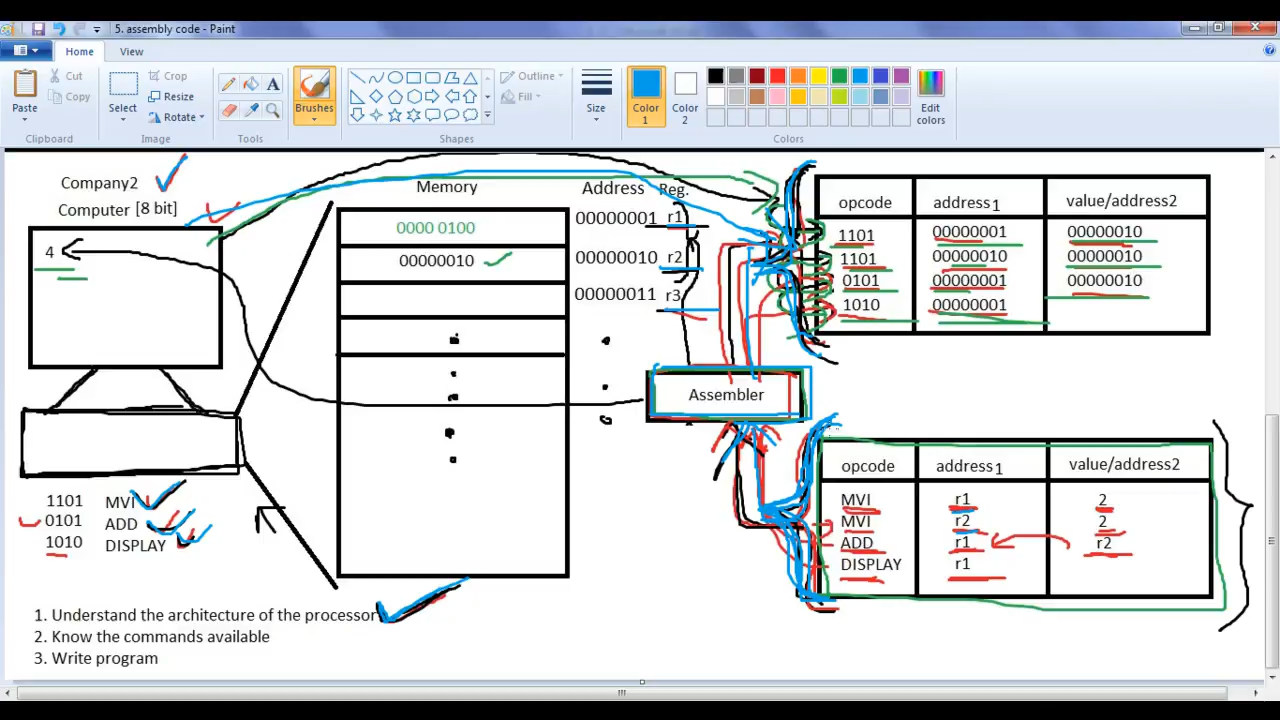 5. assembly code - Paint
Home
View
Paste
Cut
Copy
Clipboard
Select
Crop
Resize
Rotate
Image
Tools
Brushes
Shapes
Outline
Fill
Size
Color 1
Color 2
Edit colors
Colors
Company2
Computer [8 bit]
4
Memory
0000 0100
00000010
Address Reg.
00000001 r1
00000010 r2
00000011 r3
opcode address1 value/address2
1101 00000001 00000010
1101 00000010 00000010
0101 00000001 00000010
1010 00000001
Assembler
opcode address1 value/address2
MVI r1 2
MVI r2 2
ADD r1 r2
DISPLAY r1
1101 MVI
0101 ADD
1010 DISPLAY
1. Understand the architecture of the processor
2. Know the commands available
3. Write program